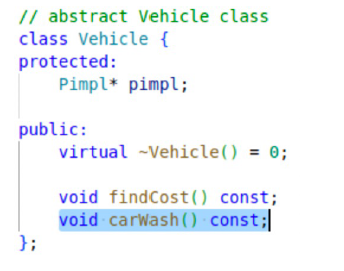 // abstract Vehicle class
class Vehicle {
protected:
    Pimpl* pimpl;
public:
    virtual ~Vehicle() = 0;
    void findCost() const;
    void carWash() const;
};